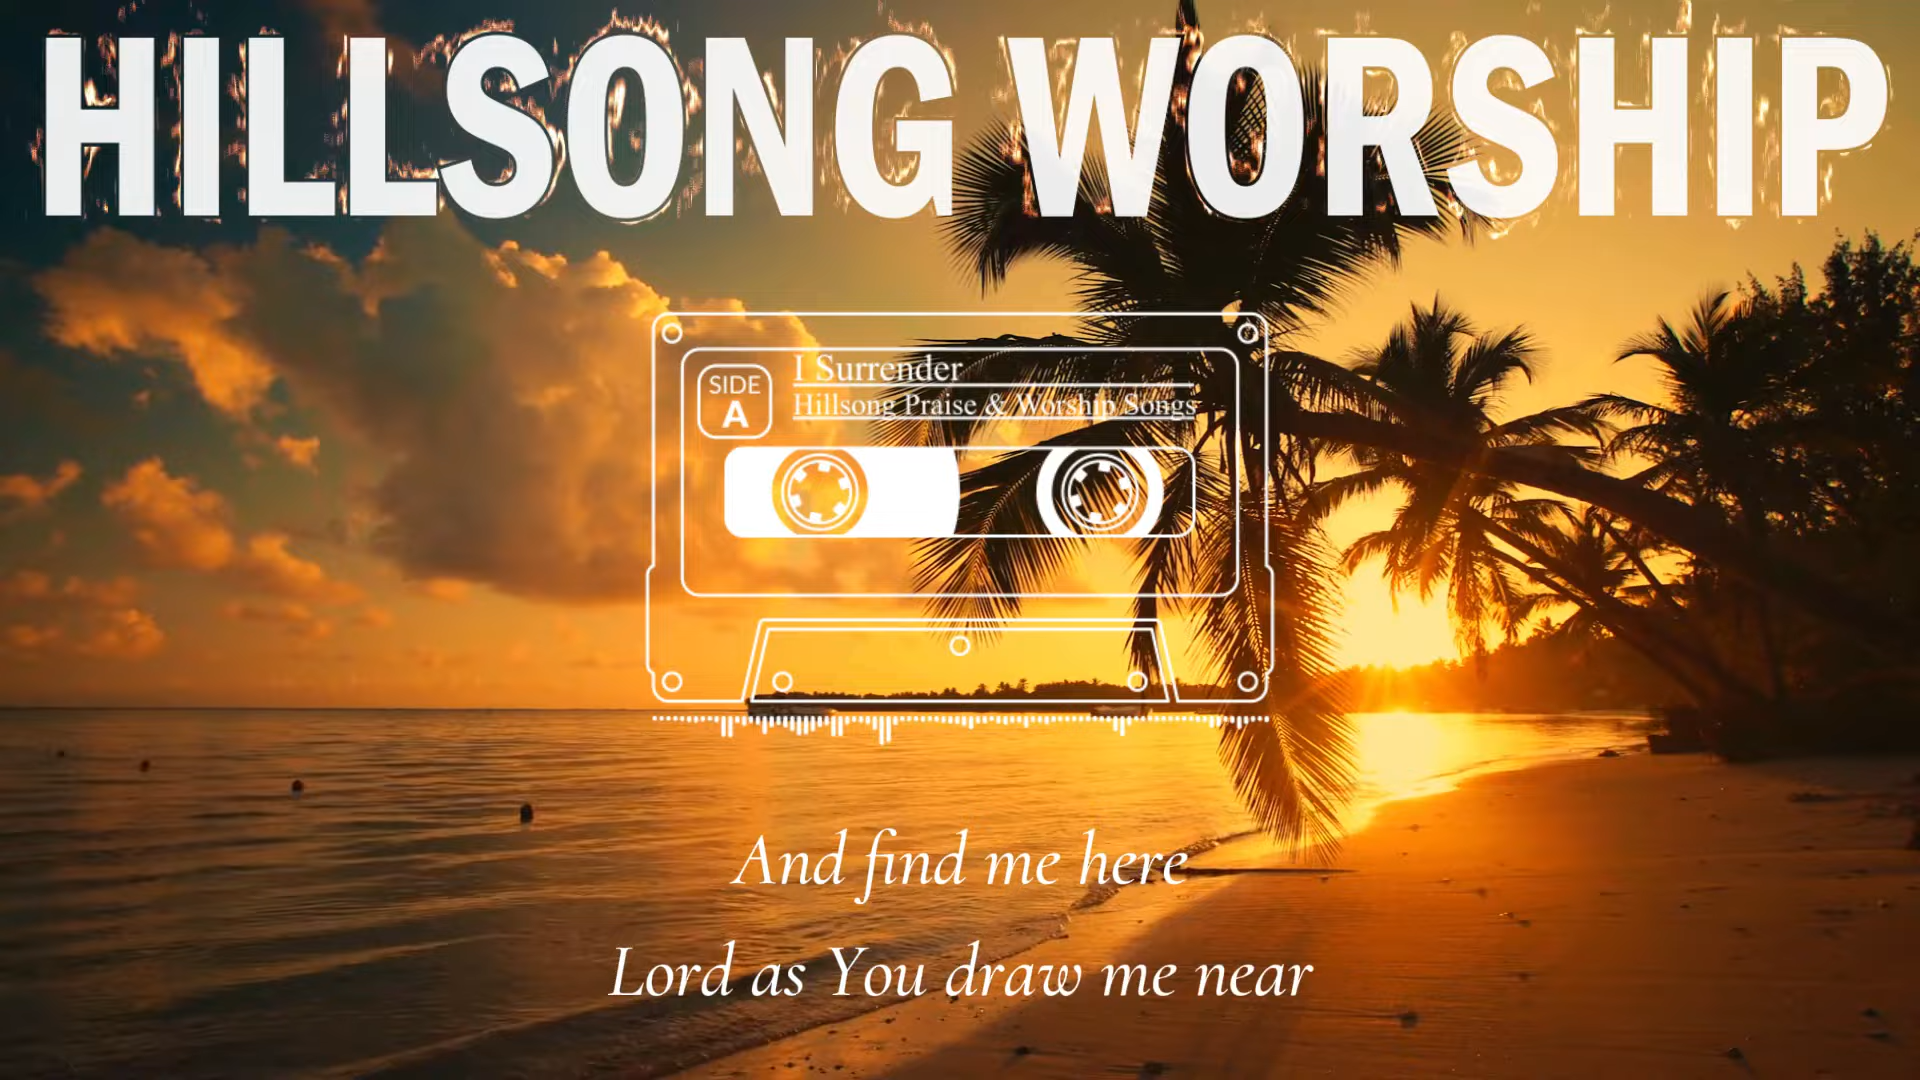 HILLSONG WORSHIP
SIDE
A
I Surrender
Hillsong Praise & Worship Songs
And find me here
Lord as You draw me near